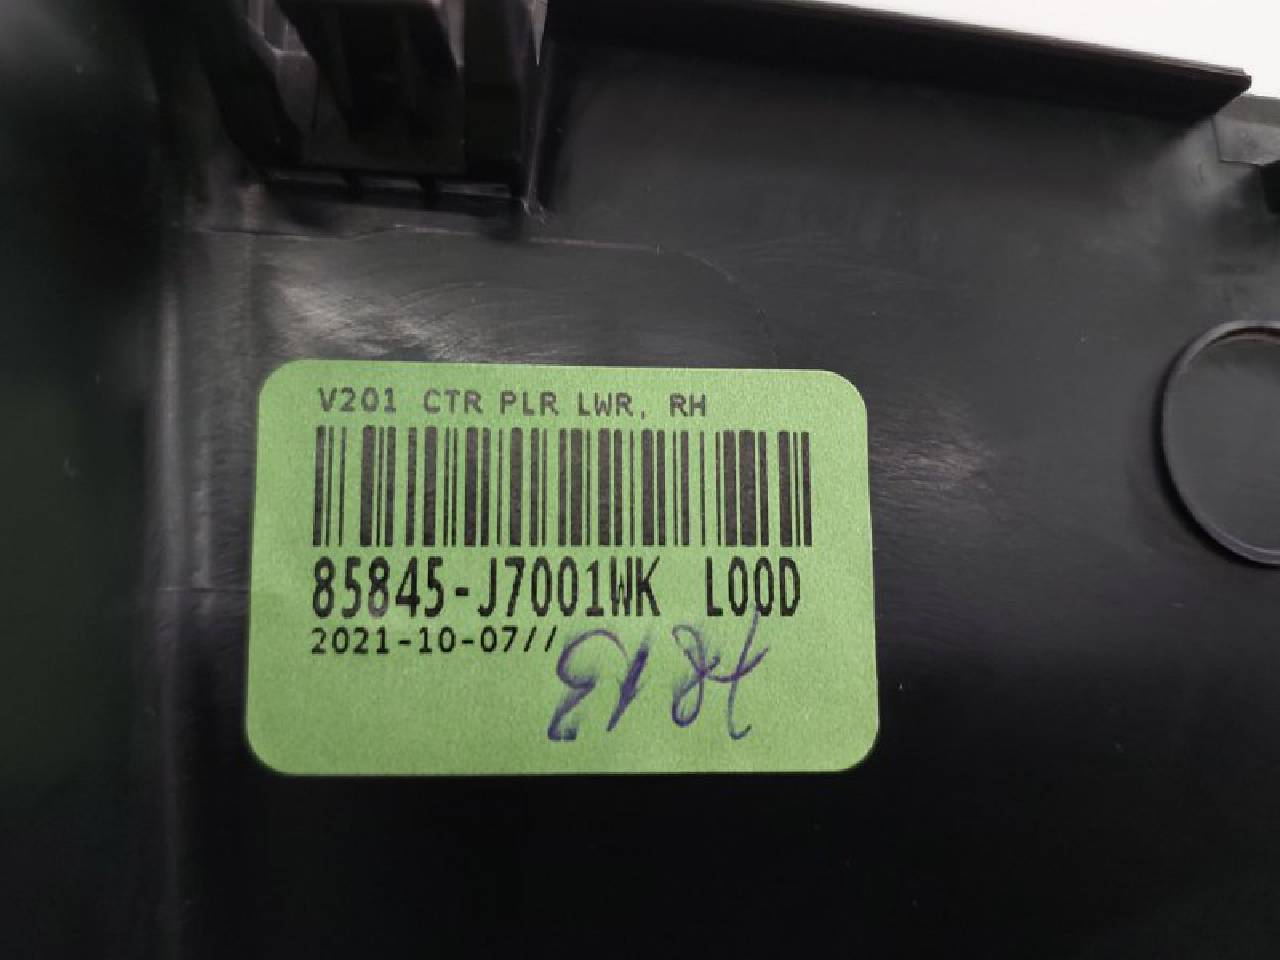 V201 CTR PLR LWR, RH
85845-J7001WK L00D
2021-10-07//